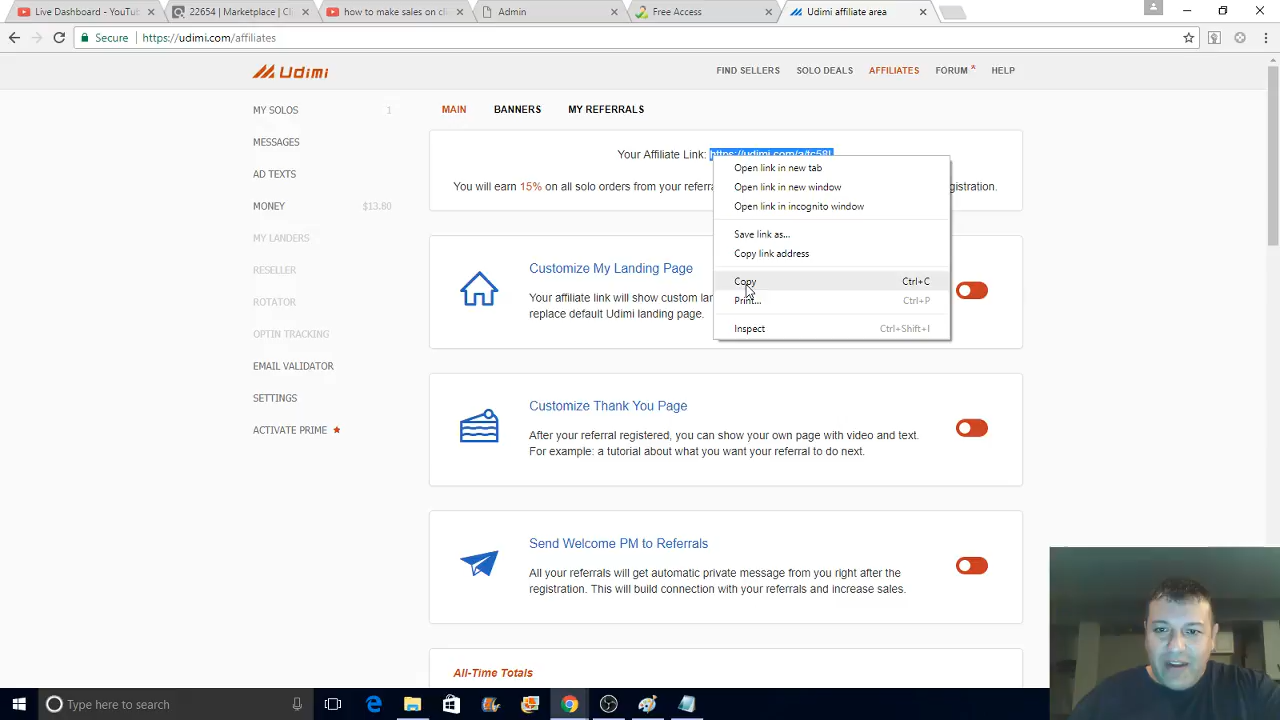 Live Dashboard - YouTu
22654 | Marketplace | Cli
how to make sales on cl
Admin
Free Access
Udimi affiliate area
Secure
https://udimi.com/affiliates
Udimi
FIND SELLERS
SOLO DEALS
AFFILIATES
FORUM
HELP
MY SOLOS
1
MESSAGES
AD TEXTS
MONEY
$13.80
MY LANDERS
RESELLER
ROTATOR
OPTIN TRACKING
EMAIL VALIDATOR
SETTINGS
ACTIVATE PRIME
MAIN
BANNERS
MY REFERRALS
Your Affiliate Link:
You will earn 15% on all solo orders from your referra
egistration.
Open link in new tab
Open link in new window
Open link in incognito window
Save link as...
Copy link address
Copy
Ctrl+C
Print...
Ctrl+P
Inspect
Ctrl+Shift+I
Customize My Landing Page
Your affiliate link will show custom lan
replace default Udimi landing page.
Customize Thank You Page
After your referral registered, you can show your own page with video and text.
For example: a tutorial about what you want your referral to do next.
Send Welcome PM to Referrals
All your referrals will get automatic private message from you right after the
registration. This will build connection with your referrals and increase sales.
All-Time Totals
Type here to search